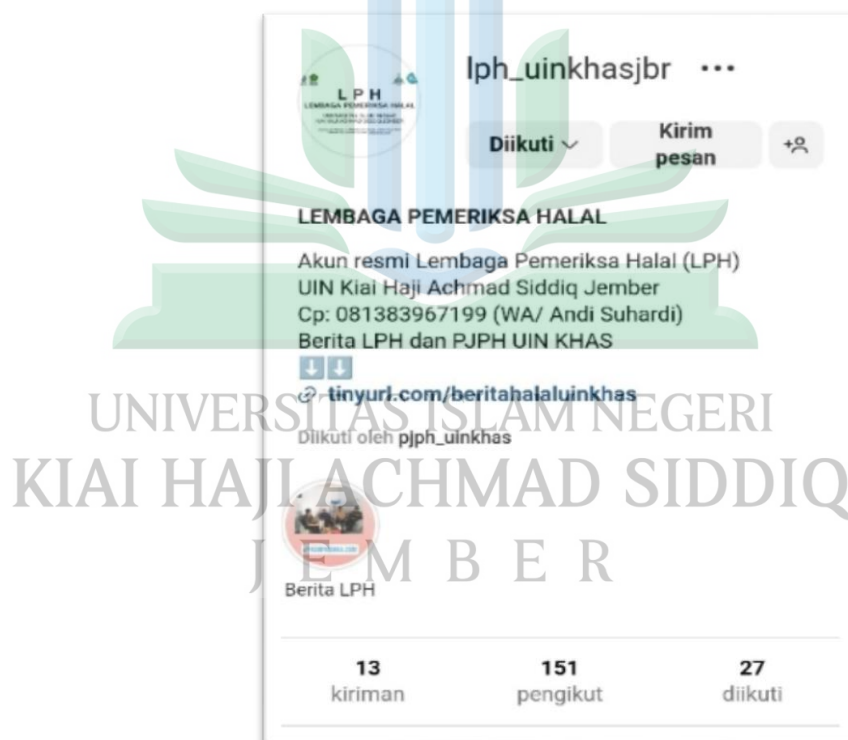 lph_uinkhasjbr
LPH
LEMBAGA PEMERIKSA HALAL
Diikuti
Kirim
pesan
LEMBAGA PEMERIKSA HALAL
Akun resmi Lembaga Pemeriksa Halal (LPH)
UIN Kiai Haji Achmad Siddiq Jember
Cp: 081383967199 (WA/ Andi Suhardi)
Berita LPH dan PJPH UIN KHAS
tinyurl.com/beritahalaluinkhas
UNIVERSITAS ISLAM NEGERI
Diikuti oleh pjph_uinkhas
KIAI HAJI ACHMAD SIDDIQ
JEMBER
Berita LPH
13 151 27
kiriman pengikut diikuti